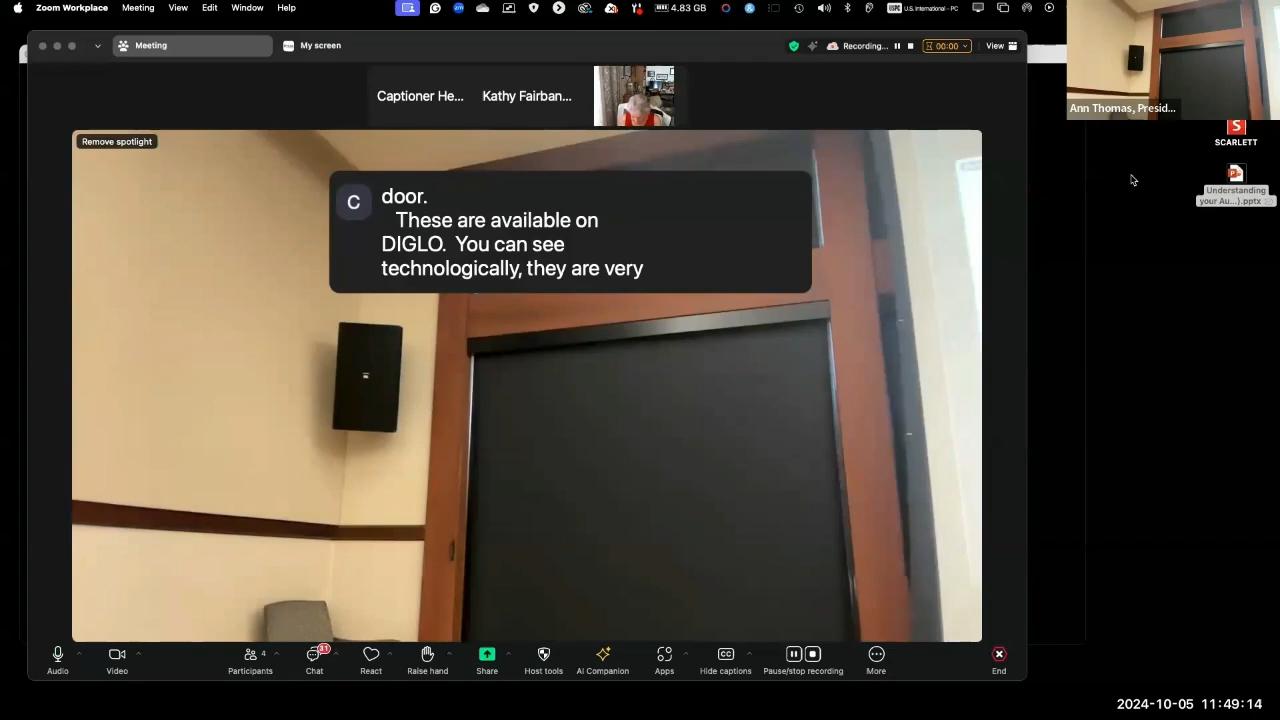 Zoom Workplace Meeting View Edit Window Help
4.83 GB
U.S. International - PC
Meeting
My screen
Recording...
00:00
View
Captioner He...
Kathy Fairban...
Ann Thomas, Presid...
Remove spotlight
SCARLETT
Understanding
your Au...).pptx
C
door.
These are available on
DIGLO. You can see
technologically, they are very
Audio
Video
Participants
4
Chat
31
React
Raise hand
Share
Host tools
AI Companion
Apps
Hide captions
Pause/stop recording
More
End
2024-10-05 11:49:14